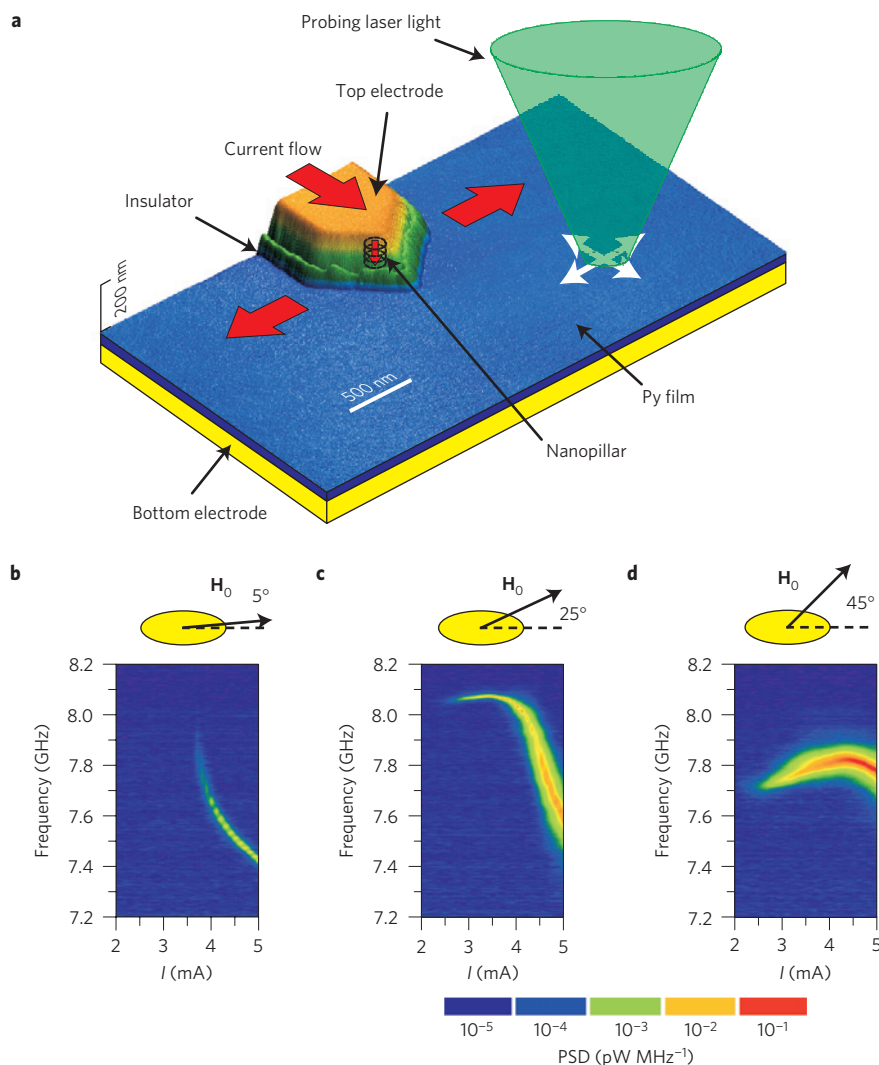 a
Probing laser light
Top electrode
Current flow
Insulator
200 nm
500 nm
Py film
Nanopillar
Bottom electrode
b
H₀
5°
c
H₀
25°
d
H₀
45°
8.2
8.0
7.8
7.6
7.4
7.2
Frequency (GHz)
2
3
4
5
I (mA)
8.2
8.0
7.8
7.6
7.4
7.2
Frequency (GHz)
2
3
4
5
I (mA)
8.2
8.0
7.8
7.6
7.4
7.2
Frequency (GHz)
2
3
4
5
I (mA)
10⁻⁵ 10⁻⁴ 10⁻³ 10⁻² 10⁻¹
PSD (pW MHz⁻¹)